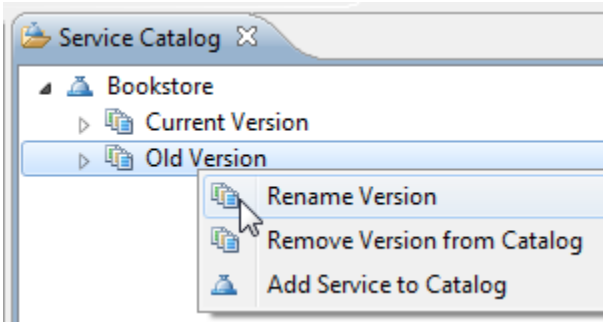 Service Catalog
Bookstore
Current Version
Old Version
Rename Version
Remove Version from Catalog
Add Service to Catalog